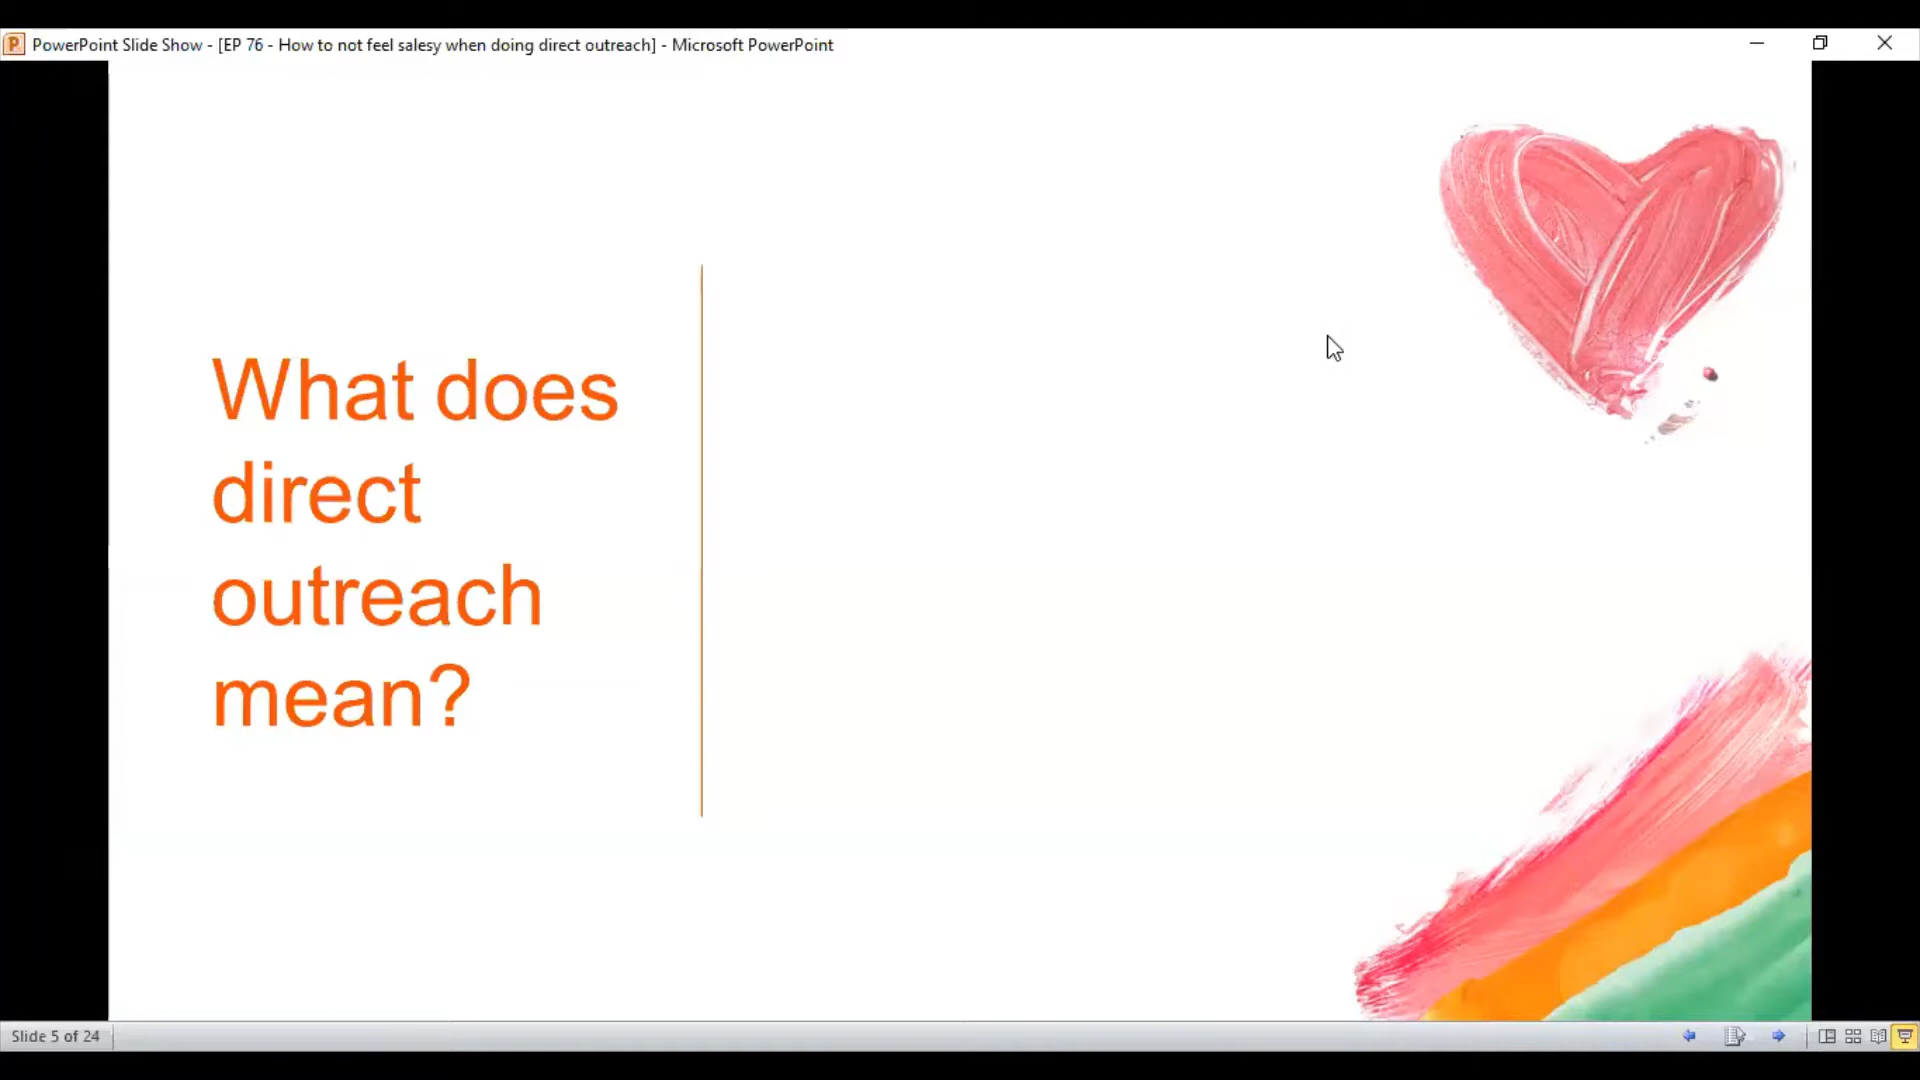 PowerPoint Slide Show - [EP 76 - How to not feel salesy when doing direct outreach] - Microsoft PowerPoint
What does
direct
outreach
mean?
Slide 5 of 24